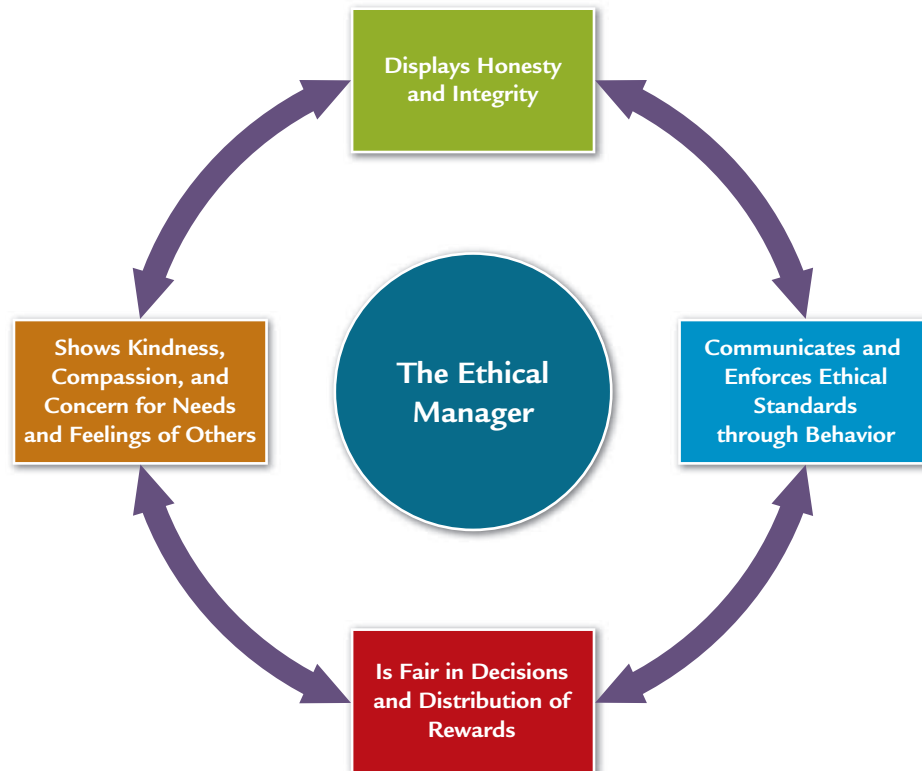 Displays Honesty
and Integrity
Shows Kindness,
Compassion, and
Concern for Needs
and Feelings of Others
The Ethical
Manager
Communicates and
Enforces Ethical
Standards
through Behavior
Is Fair in Decisions
and Distribution of
Rewards